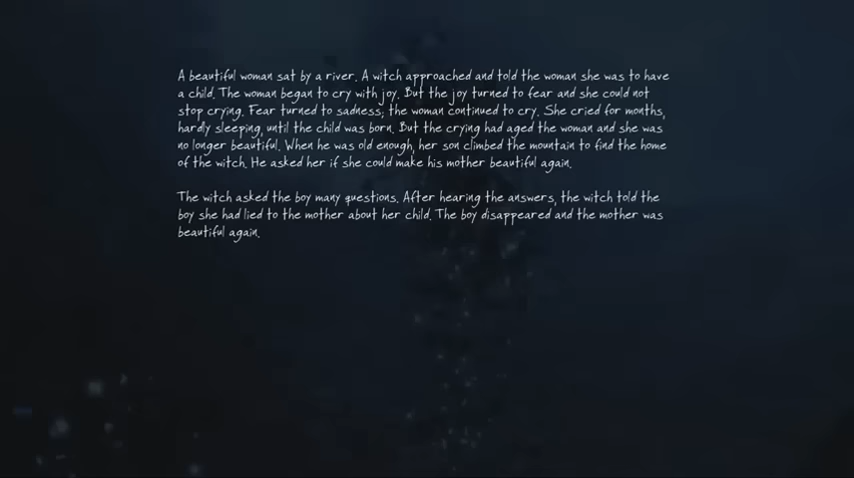 A beautiful woman sat by a river. A witch approached and told the woman she was to have
a child. The woman began to cry with joy. But the joy turned to fear and she could not
stop crying. Fear turned to sadness; the woman continued to cry. She cried for months,
hardly sleeping, until the child was born. But the crying had aged the woman and she was
no longer beautiful. When he was old enough, her son climbed the mountain to find the home
of the witch. He asked her if she could make his mother beautiful again.
The witch asked the boy many questions. After hearing the answers, the witch told the
boy she had lied to the mother about her child. The boy disappeared and the mother was
beautiful again.